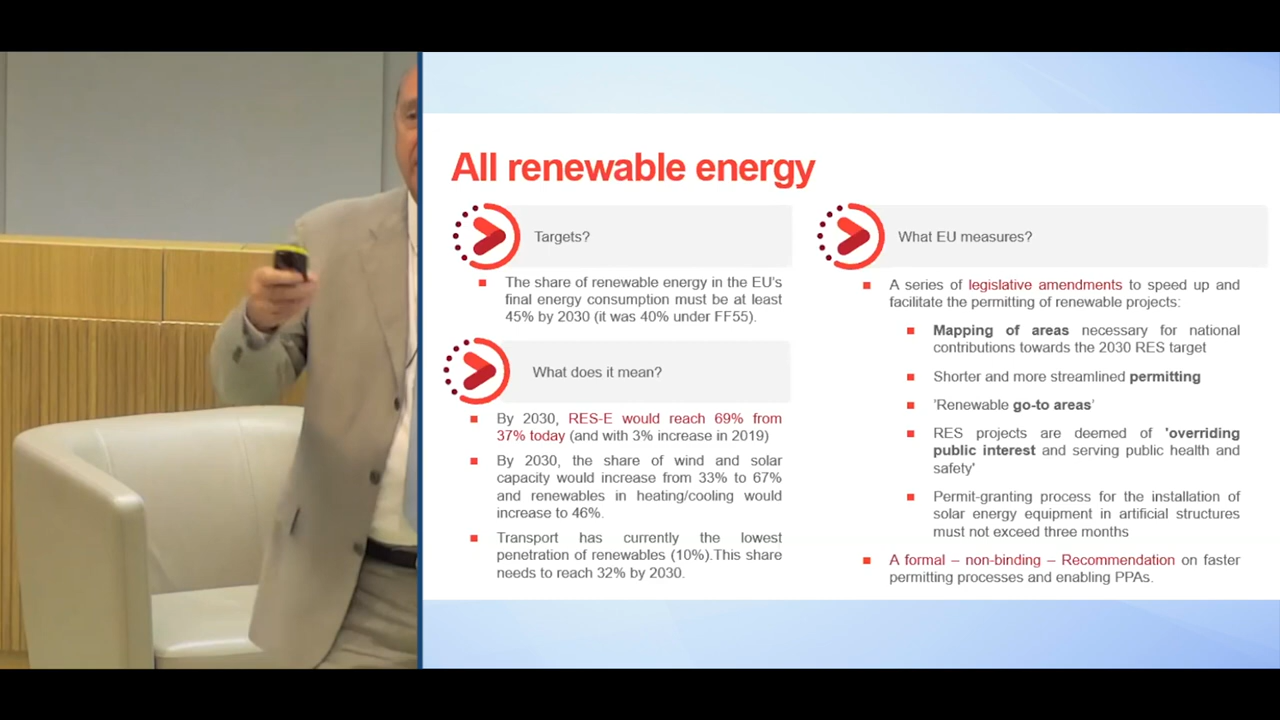 All renewable energy
Targets?
The share of renewable energy in the EU's
final energy consumption must be at least
45% by 2030 (it was 40% under FF55).
What does it mean?
By 2030, RES-E would reach 69% from
37% today (and with 3% increase in 2019)
By 2030, the share of wind and solar
capacity would increase from 33% to 67%
and renewables in heating/cooling would
increase to 46%.
Transport has currently the lowest
penetration of renewables (10%).This share
needs to reach 32% by 2030.
What EU measures?
A series of legislative amendments to speed up and
facilitate the permitting of renewable projects:
Mapping of areas necessary for national
contributions towards the 2030 RES target
Shorter and more streamlined permitting
'Renewable go-to areas'
RES projects are deemed of 'overriding
public interest and serving public health and
safety'
Permit-granting process for the installation of
solar energy equipment in artificial structures
must not exceed three months
A formal – non-binding – Recommendation on faster
permitting processes and enabling PPAs.